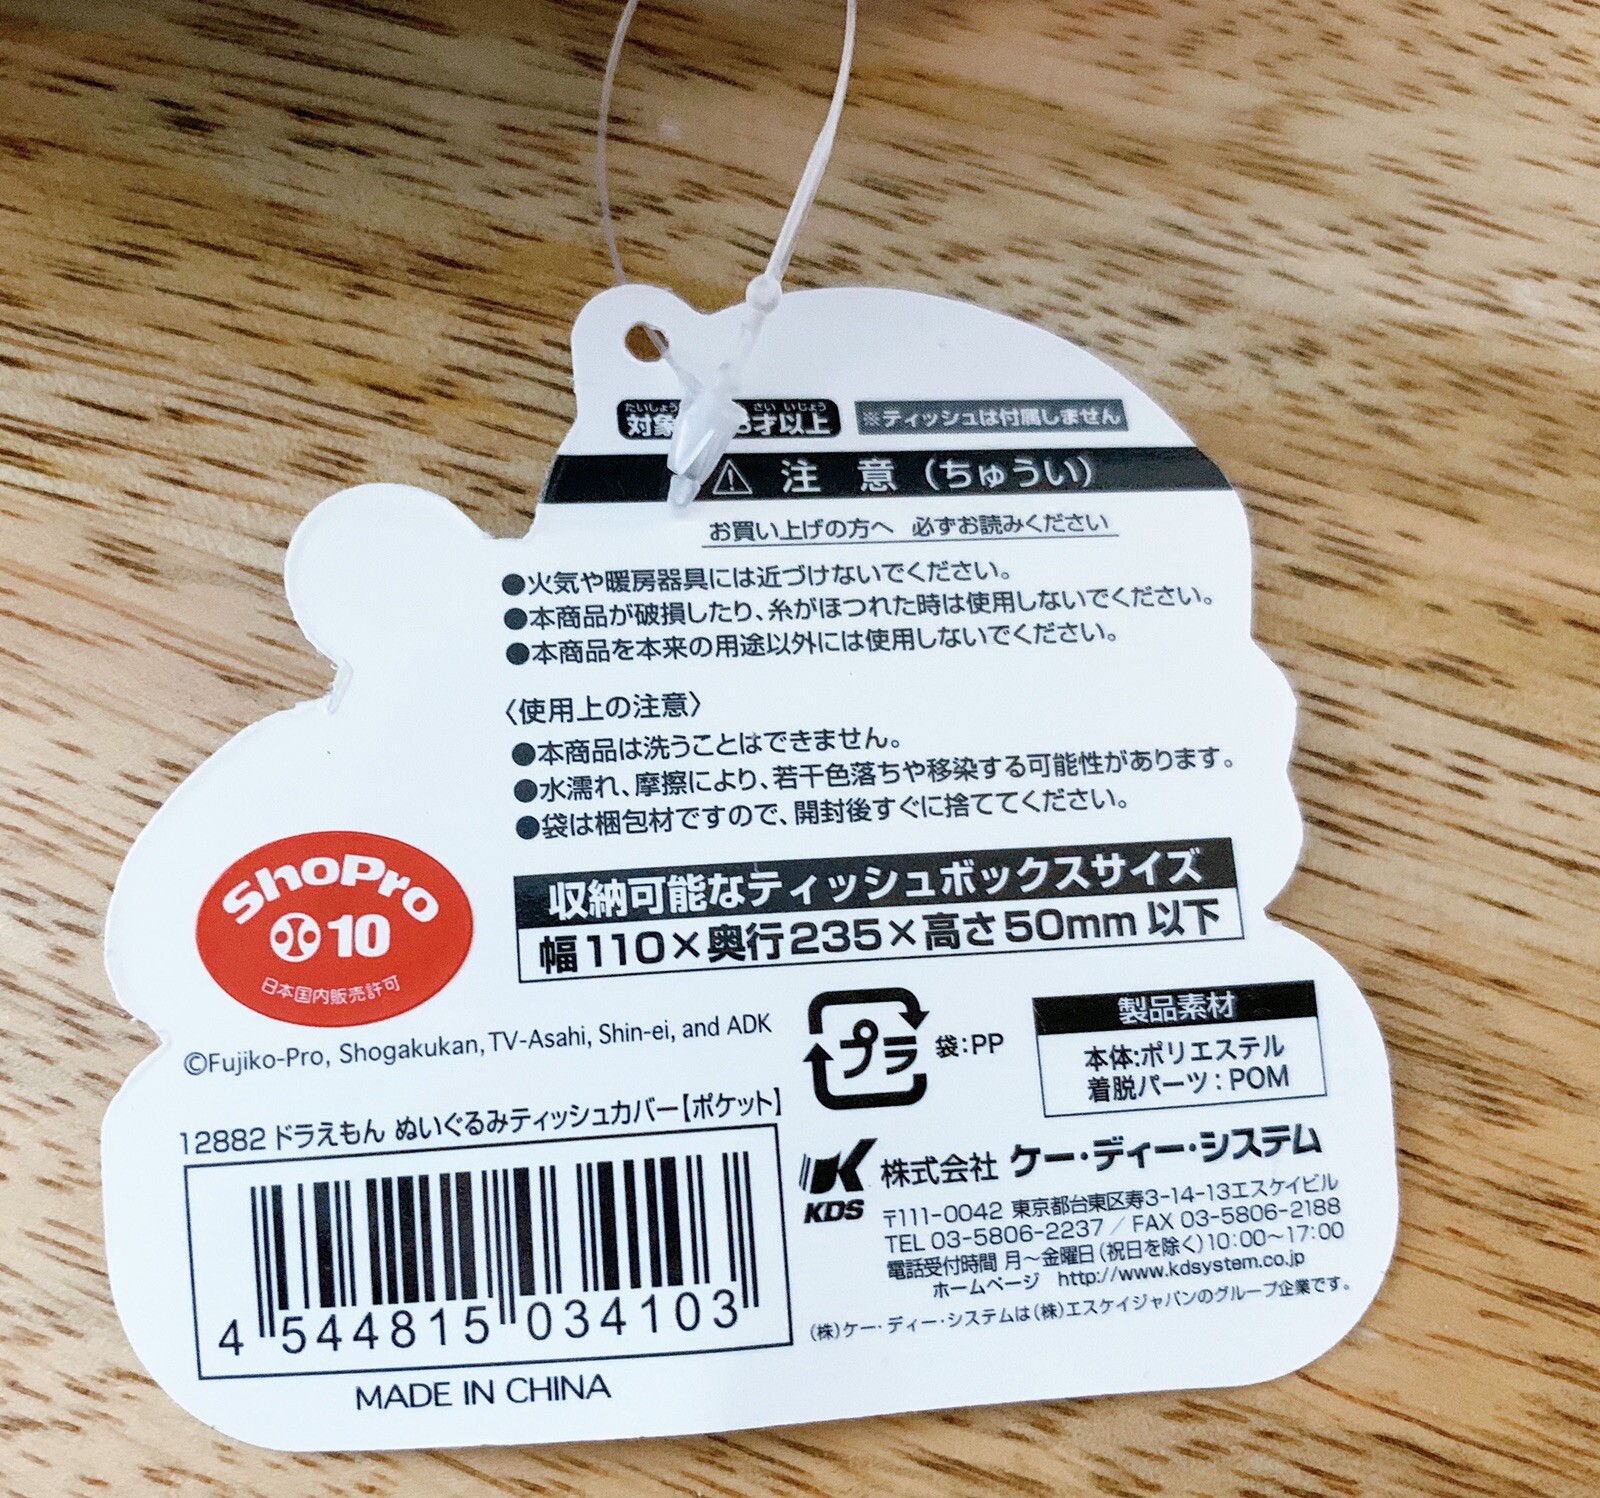 たいしょう さい いじょう
対象 才以上
※ティッシュは付属しません
注 意 (ちゅうい)
お買い上げの方へ 必ずお読みください
●火気や暖房器具には近づけないでください。
●本商品が破損したり、糸がほつれた時は使用しないでください。
●本商品を本来の用途以外には使用しないでください。
〈使用上の注意〉
●本商品は洗うことはできません。
●水濡れ、摩擦により、若干色落ちや移染する可能性があります。
●袋は梱包材ですので、開封後すぐに捨ててください。
収納可能なティッシュボックスサイズ
幅110×奥行235×高さ50mm 以下
ShoPro
10
日本国内販売許可
©Fujiko-Pro, Shogakukan, TV-Asahi, Shin-ei, and ADK
プラ
袋:PP
製品素材
本体:ポリエステル
着脱パーツ:POM
12882 ドラえもん ぬいぐるみティッシュカバー【ポケット】
4 544815 034103
MADE IN CHINA
KDS
株式会社 ケー・ディー・システム
〒111-0042 東京都台東区寿3-14-13エスケイビル
TEL 03-5806-2237 / FAX 03-5806-2188
電話受付時間 月〜金曜日(祝日を除く)10:00〜17:00
ホームページ http://www.kdsystem.co.jp
(株)ケー・ディー・システムは(株)エスケイジャパンのグループ企業です。